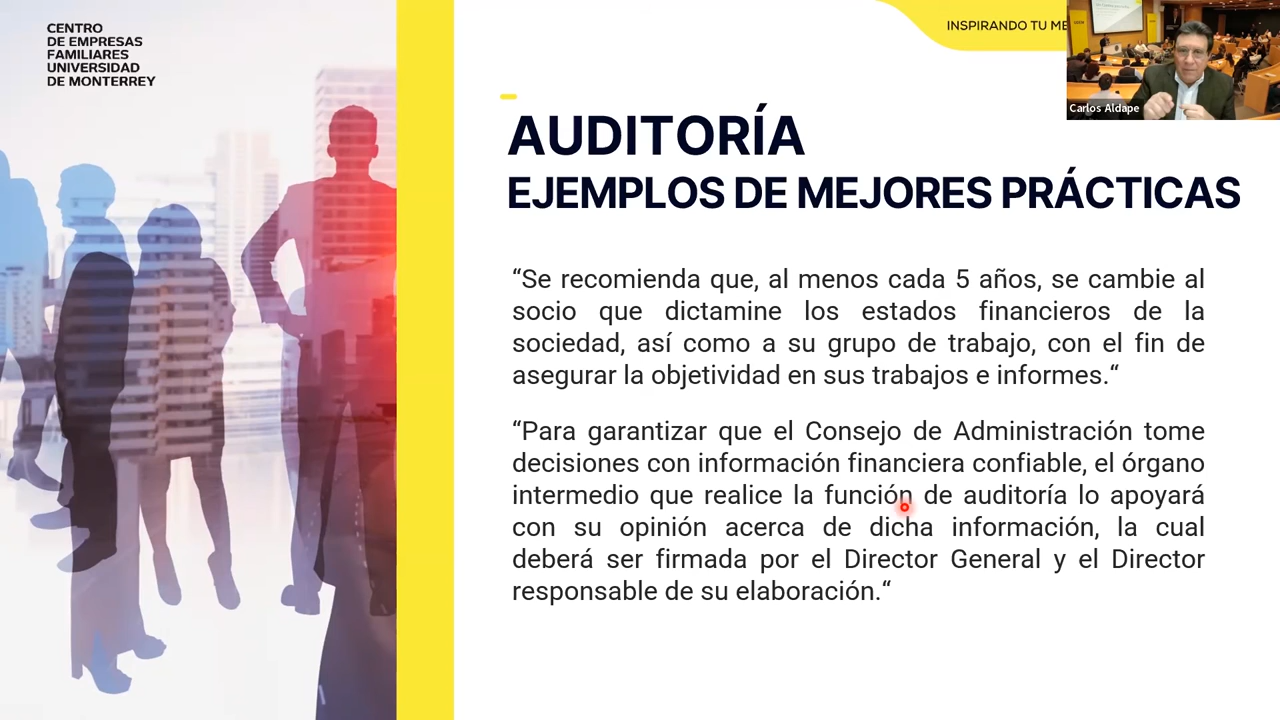 CENTRO
DE EMPRESAS
FAMILIARES
UNIVERSIDAD
DE MONTERREY
INSPIRANDO TU
Carlos Aldape
AUDITORÍA
EJEMPLOS DE MEJORES PRÁCTICAS
“Se recomienda que, al menos cada 5 años, se cambie al
socio que dictamine los estados financieros de la
sociedad, así como a su grupo de trabajo, con el fin de
asegurar la objetividad en sus trabajos e informes.“
“Para garantizar que el Consejo de Administración tome
decisiones con información financiera confiable, el órgano
intermedio que realice la función de auditoría lo apoyará
con su opinión acerca de dicha información, la cual
deberá ser firmada por el Director General y el Director
responsable de su elaboración.“